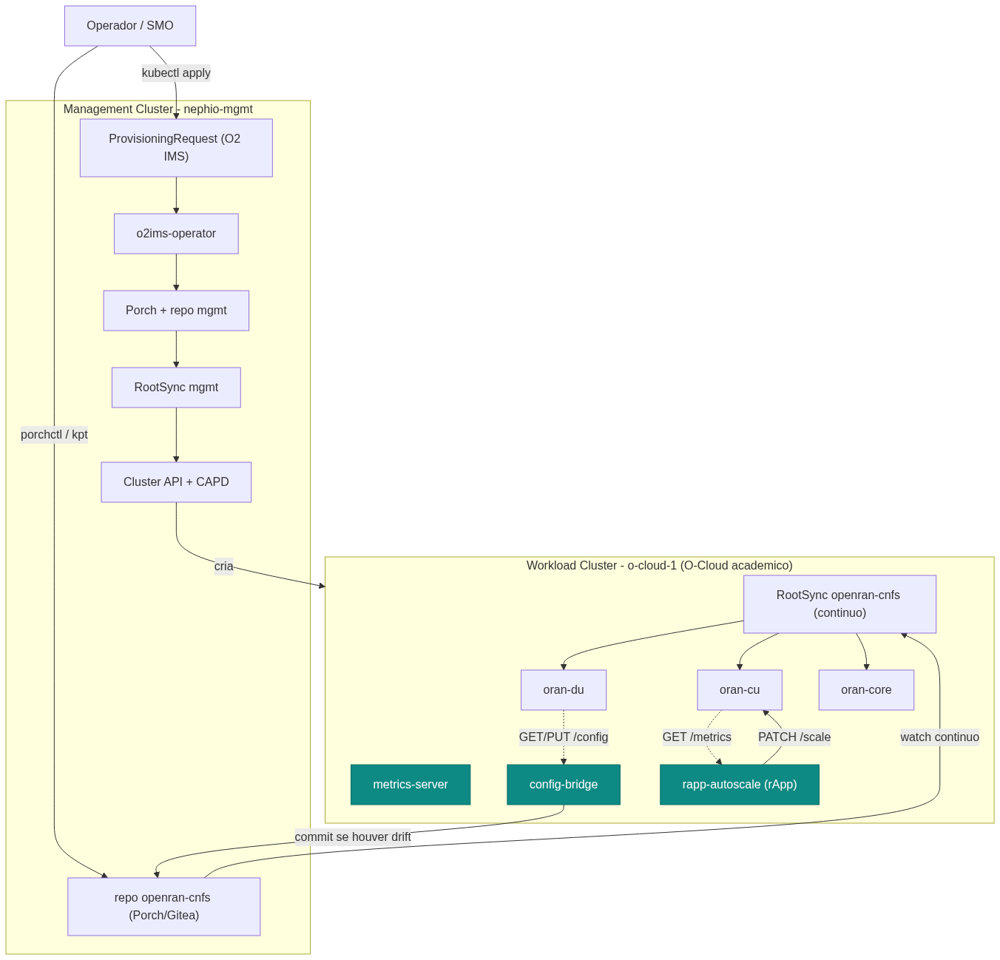 Operador / SMO
kubectl apply
Management Cluster - nephio-mgmt
ProvisioningRequest (O2
IMS)
o2ims-operator
Porch + repo mgmt
RootSync mgmt
porchctl / kpt
Cluster API + CAPD
cria
Workload Cluster - o-cloud-1 (O-Cloud academico)
RootSync openran-cnfs
(continuo)
oran-du
oran-cu
oran-core
GET/PUT /config
GET /metrics
PATCH /scale
watch continuo
metrics-server
config-bridge
rapp-autoscale (rApp)
commit se houver drift
repo openran-cnfs
(Porch/Gitea)